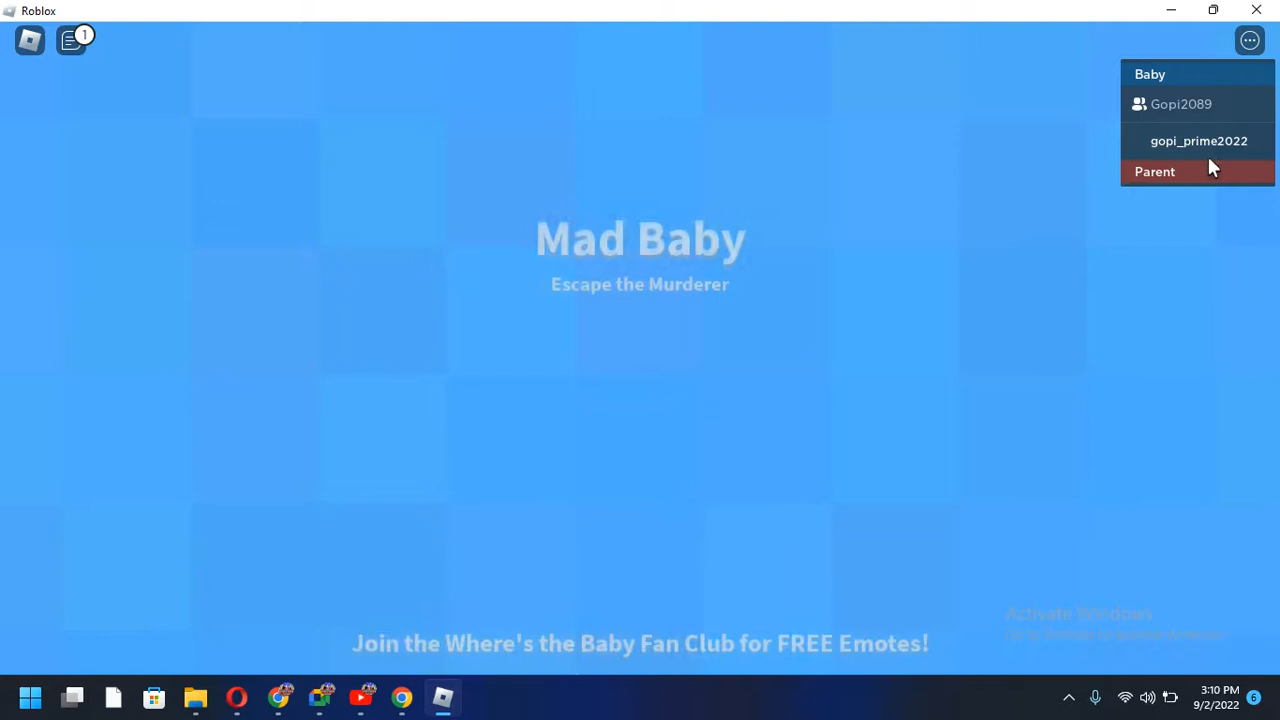 Roblox
1
Baby
Gopi2089
gopi_prime2022
Parent
Mad Baby
Escape the Murderer
Activate Windows
Join the Where's the Baby Fan Club for FREE Emotes!
3:10 PM
9/2/2022
6